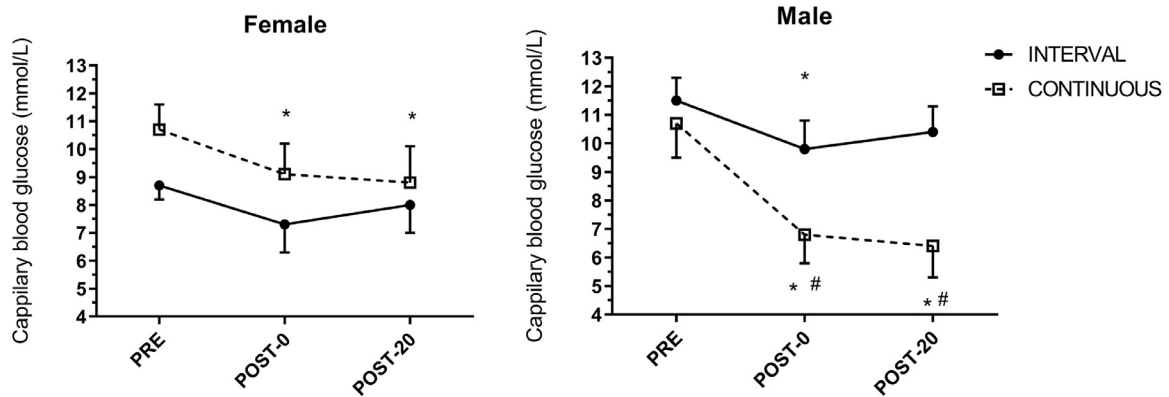 Female
Cappilary blood glucose (mmol/L)
13
12
11
10
9
8
7
6
5
4
*
*
PRE
POST-0
POST-20
Male
Cappilary blood glucose (mmol/L)
13
12
11
10
9
8
7
6
5
4
*
* #
* #
PRE
POST-0
POST-20
INTERVAL
CONTINUOUS